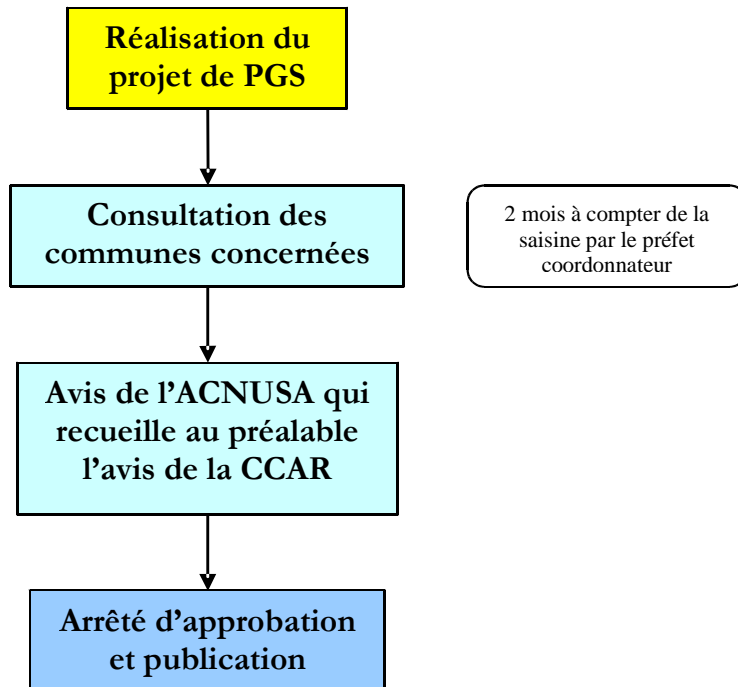 Réalisation du
projet de PGS
Consultation des
communes concernées
2 mois à compter de la
saisine par le préfet
coordonnateur
Avis de l’ACNUSA qui
recueille au préalable
l’avis de la CCAR
Arrêté d’approbation
et publication